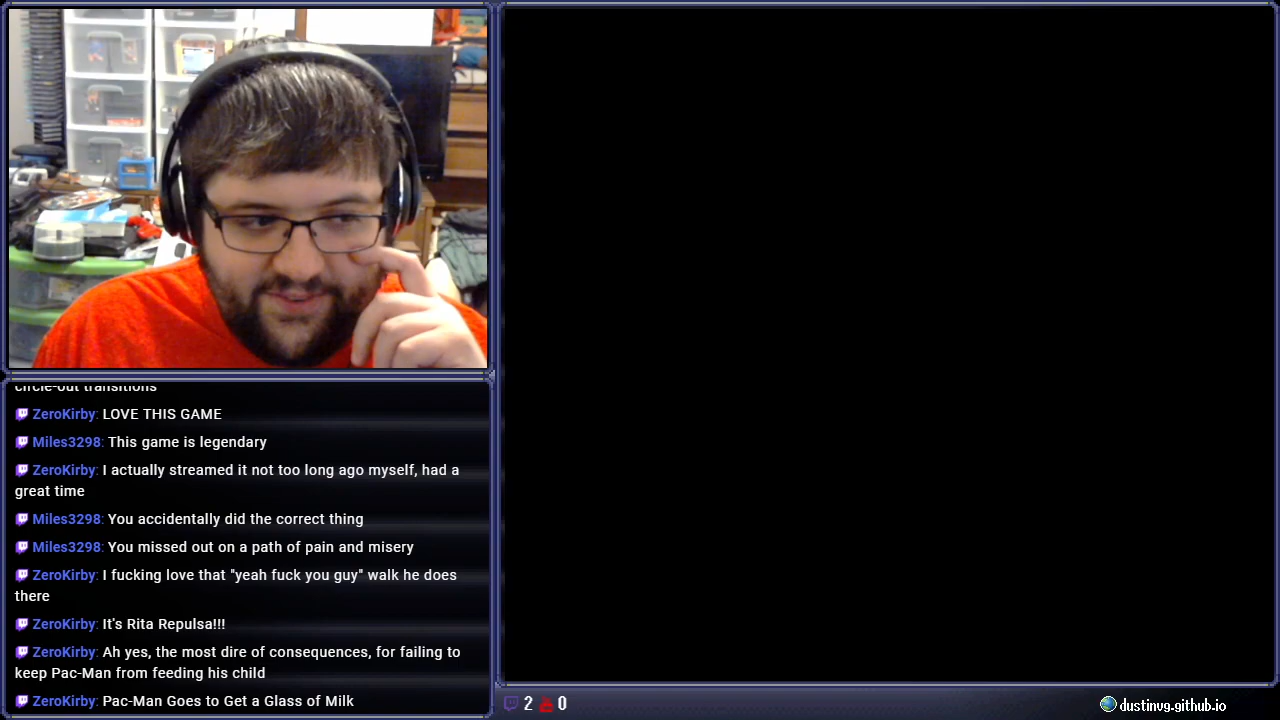 circle-out transitions
ZeroKirby: LOVE THIS GAME
Miles3298: This game is legendary
ZeroKirby: I actually streamed it not too long ago myself, had a
great time
Miles3298: You accidentally did the correct thing
Miles3298: You missed out on a path of pain and misery
ZeroKirby: I fucking love that "yeah fuck you guy" walk he does
there
ZeroKirby: It's Rita Repulsa!!!
ZeroKirby: Ah yes, the most dire of consequences, for failing to
keep Pac-Man from feeding his child
ZeroKirby: Pac-Man Goes to Get a Glass of Milk
2 0
dustinvg.github.io